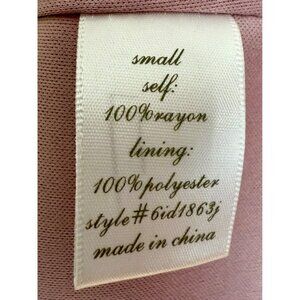 small
self:
100%rayon
lining:
100%polyester
style#6id1863j
made in china